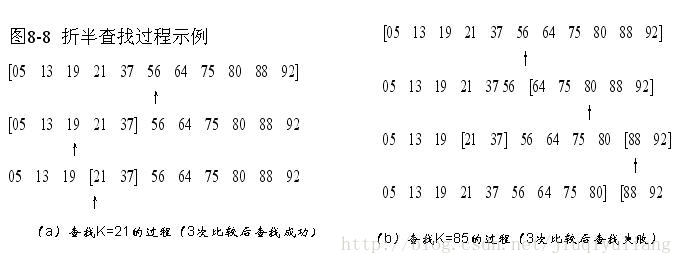 图8-8 折半查找过程示例
[05 13 19 21 37 56 64 75 80 88 92]
[05 13 19 21 37] 56 64 75 80 88 92
05 13 19 [21 37] 56 64 75 80 88 92
(a) 查找K=21的过程 (3次比较后查找成功)
[05 13 19 21 37 56 64 75 80 88 92]
05 13 19 21 37 56 [64 75 80 88 92]
05 13 19 [21 37] 56 64 75 80 [88 92]
05 13 19 21 37 56 64 75 80] [88 92
(b) 查找K=85的过程 (3次比较后查找失败)
http://blog.csdn.net/jiuqiyuliang